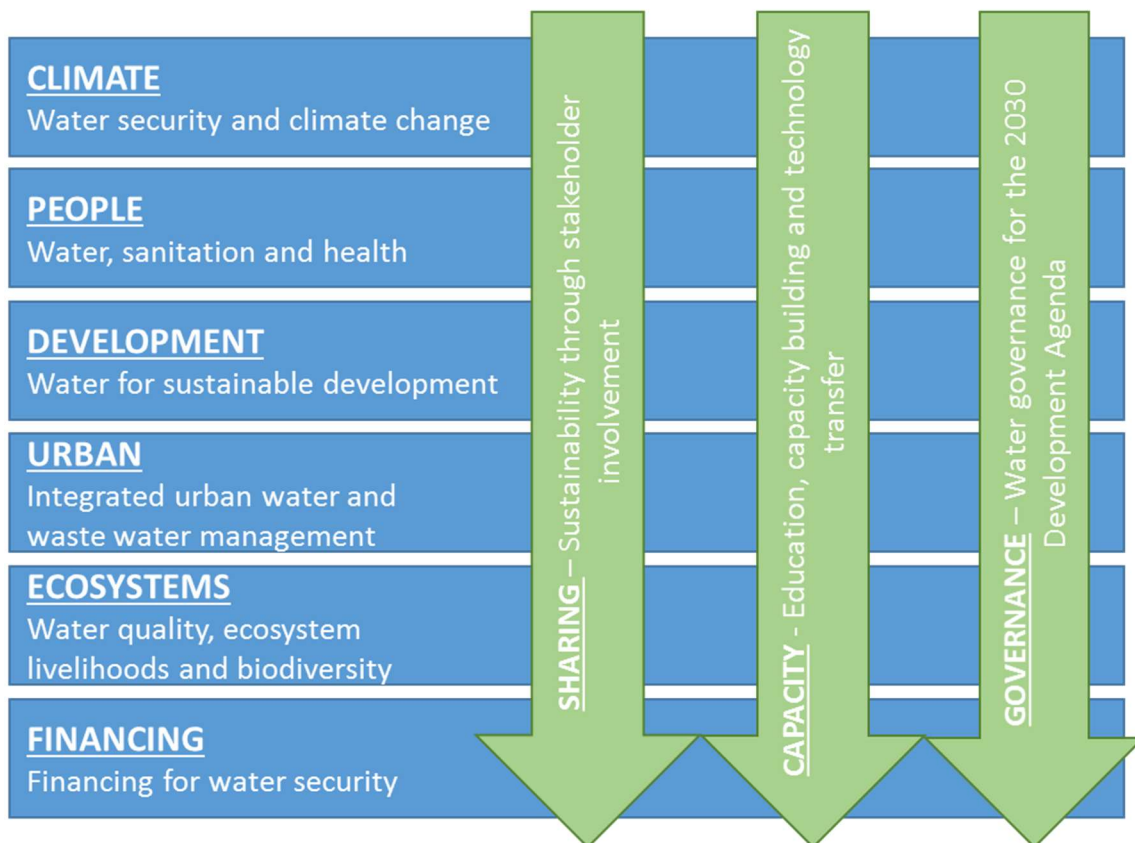 CLIMATE
Water security and climate change
PEOPLE
Water, sanitation and health
DEVELOPMENT
Water for sustainable development
URBAN
Integrated urban water and
waste water management
ECOSYSTEMS
Water quality, ecosystem
livelihoods and biodiversity
FINANCING
Financing for water security
SHARING – Sustainability through stakeholder
involvement
CAPACITY - Education, capacity building and technology
transfer
GOVERNANCE – Water governance for the 2030
Development Agenda